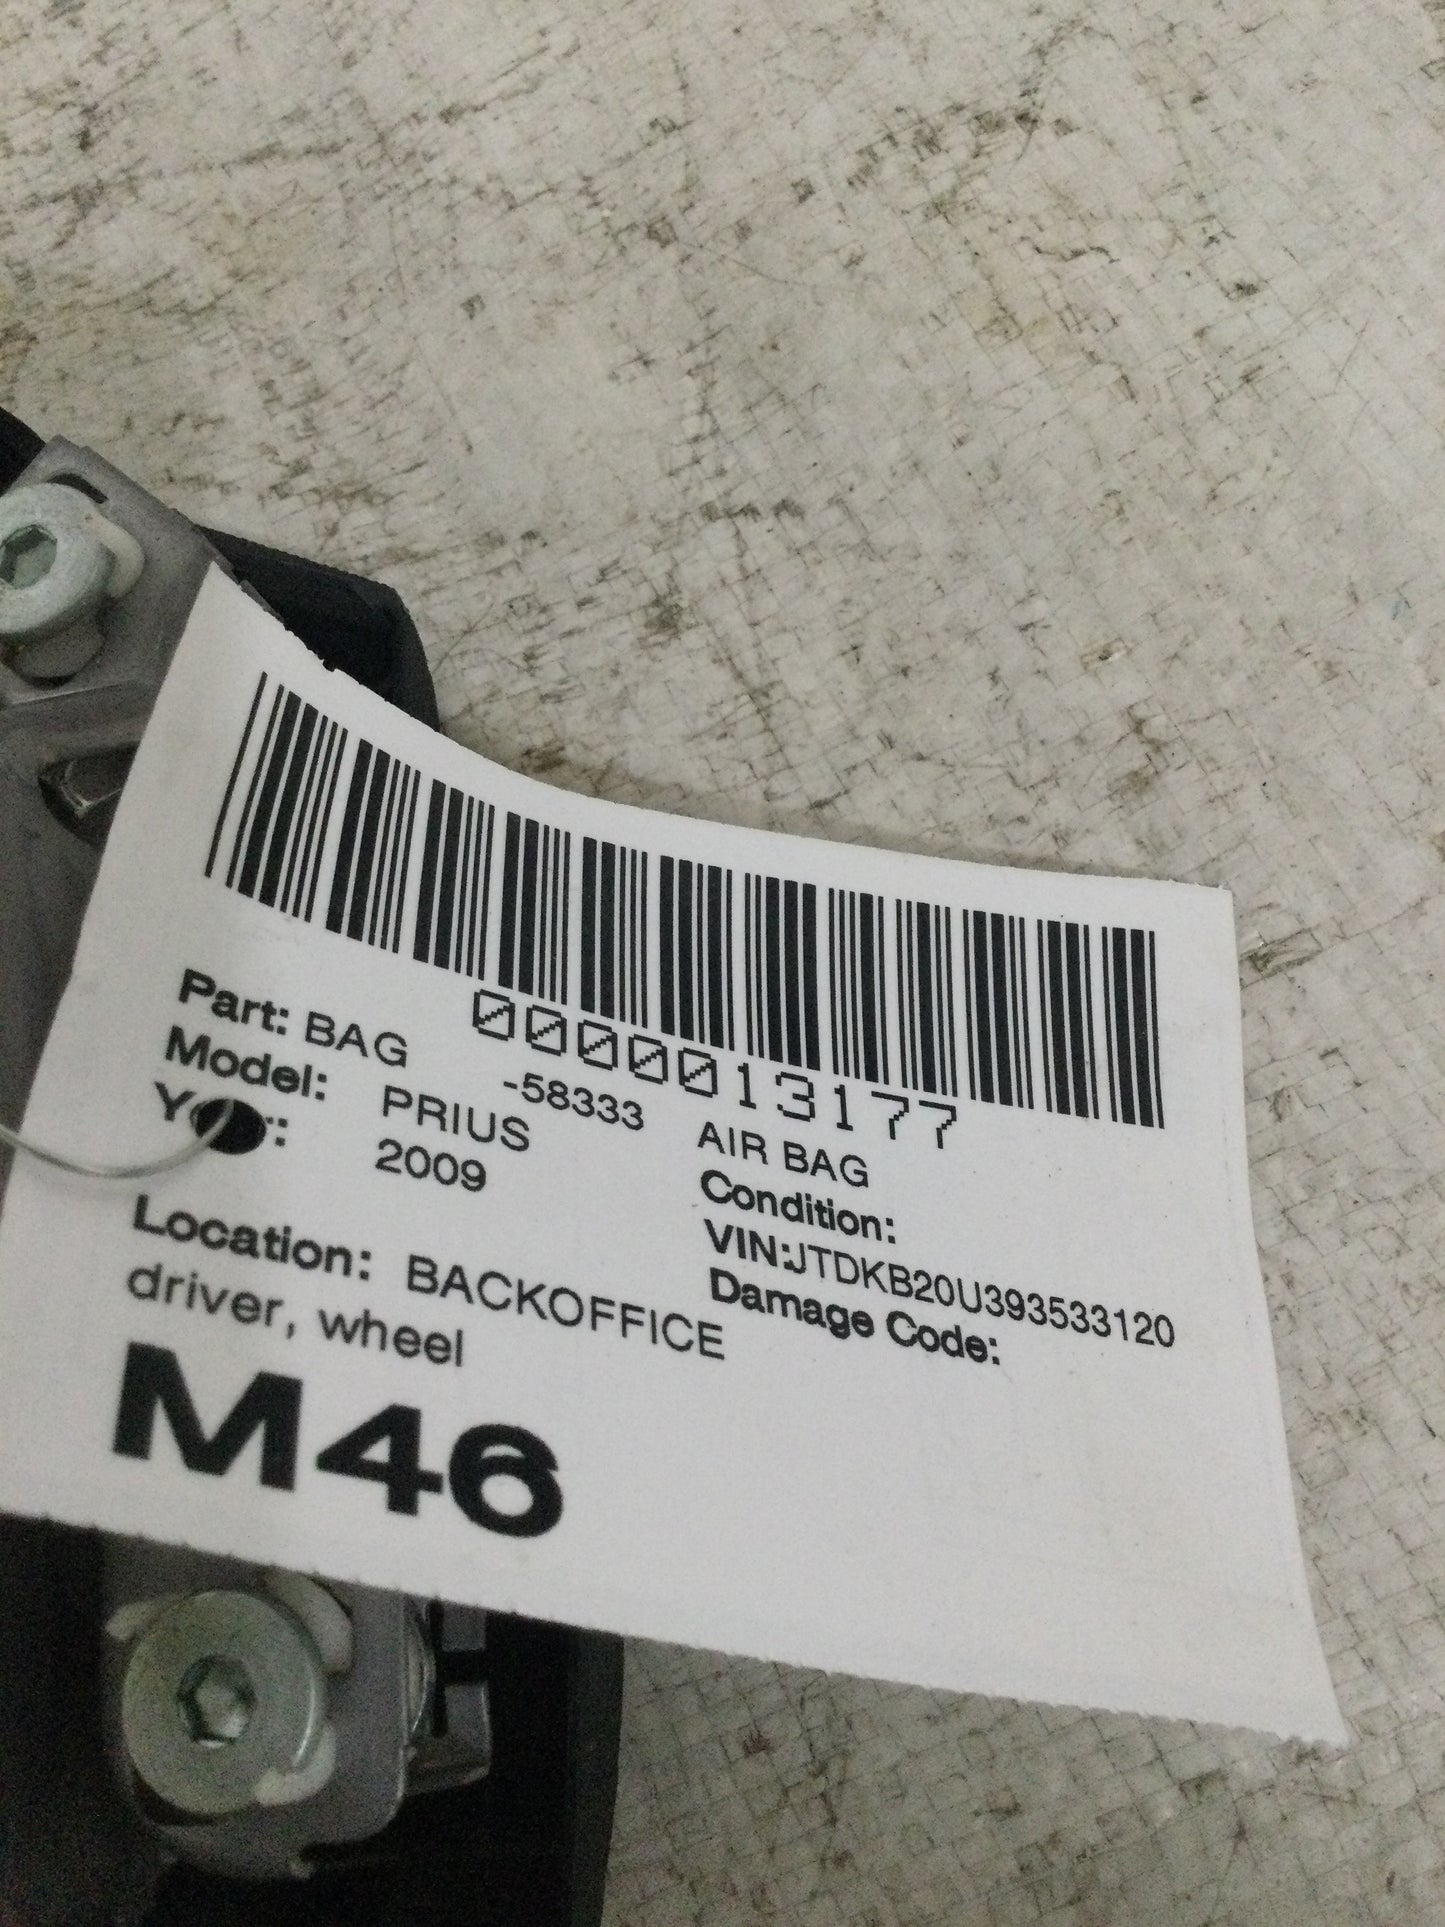 0000013177
Part: BAG -58333 AIR BAG
Model: PRIUS Condition:
2009 VIN:JTDKB20U393533120
Location: BACKOFFICE Damage Code:
driver, wheel
M46